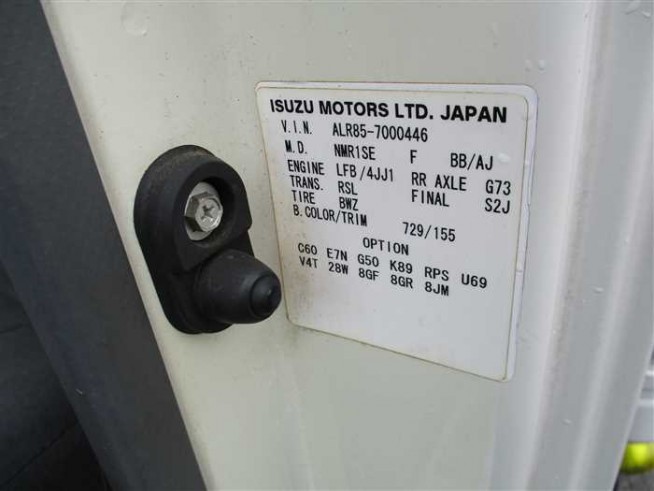 ISUZU MOTORS LTD. JAPAN
V.I.N. ALR85-7000446
M.D. NMR1SE F BB/AJ
ENGINE LFB/4JJ1 RR AXLE G73
TRANS. RSL FINAL S2J
TIRE BWZ
B.COLOR/TRIM 729/155
OPTION
C60 E7N G50 K89 RPS U69
V4T 28W 8GF 8GR 8JM